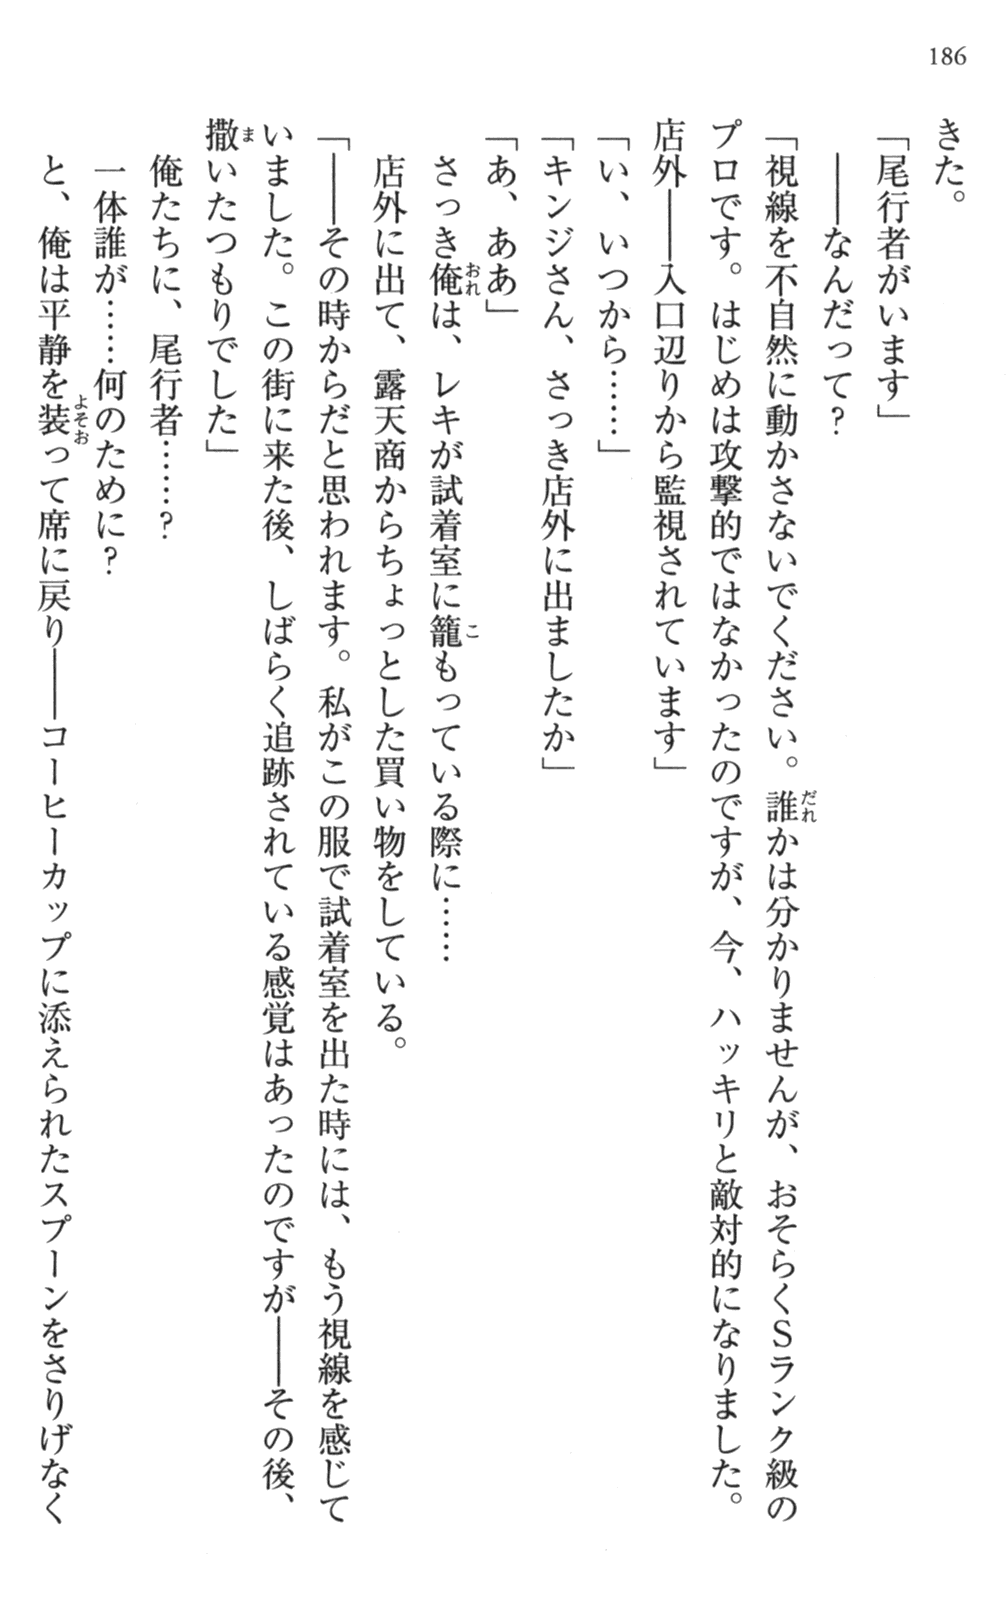 186
きた。
「尾行者がいます」
――なんだって?
「視線を不自然に動かさないでください。誰かは分かりませんが、おそらくSランク級の
プロです。はじめは攻撃的ではなかったのですが、今、ハッキリと敵対的になりました。
店外――入口辺りから監視されています」
「い、いつから……」
「キンジさん、さっき店外に出ましたか」
「あ、ああ」
さっき俺は、レキが試着室に籠もっている際に……
店外に出て、露天商からちょっとした買い物をしている。
「――その時からだと思われます。私がこの服で試着室を出た時には、もう視線を感じて
いました。この街に来た後、しばらく追跡されている感覚はあったのですが――その後、
撒いたつもりでした」
俺たちに、尾行者……?
一体誰が……何のために?
と、俺は平静を装って席に戻り――コーヒーカップに添えられたスプーンをさりげなく